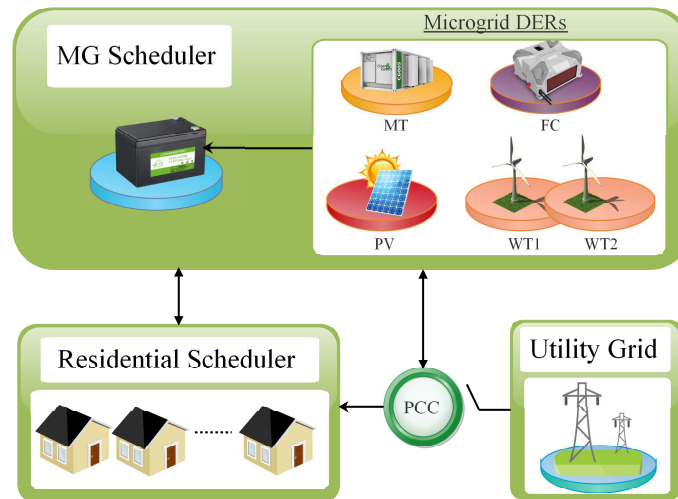 Microgrid DERs
MG Scheduler
MT
FC
PV
WT1
WT2
Residential Scheduler
Utility Grid
PCC